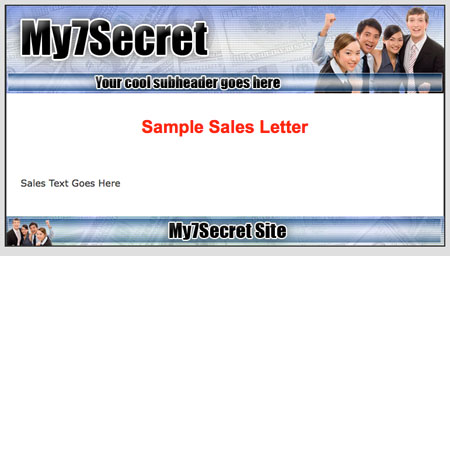 My7Secret
Your cool subheader goes here
Sample Sales Letter
Sales Text Goes Here
My7Secret Site